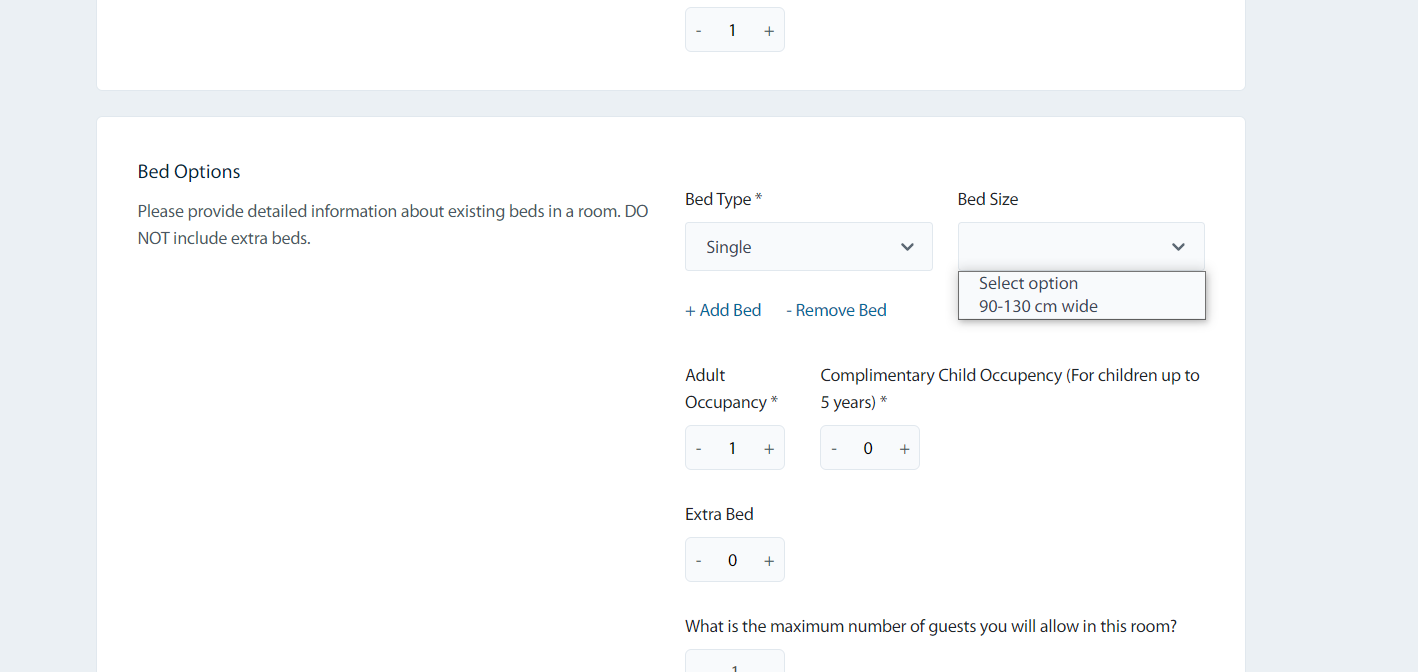 - 1 +
Bed Options
Please provide detailed information about existing beds in a room. DO
NOT include extra beds.
Bed Type * Bed Size
Single
Select option
90-130 cm wide
+ Add Bed - Remove Bed
Adult
Occupancy *
Complimentary Child Occupency (For children up to
5 years) *
- 1 + - 0 +
Extra Bed
- 0 +
What is the maximum number of guests you will allow in this room?
1